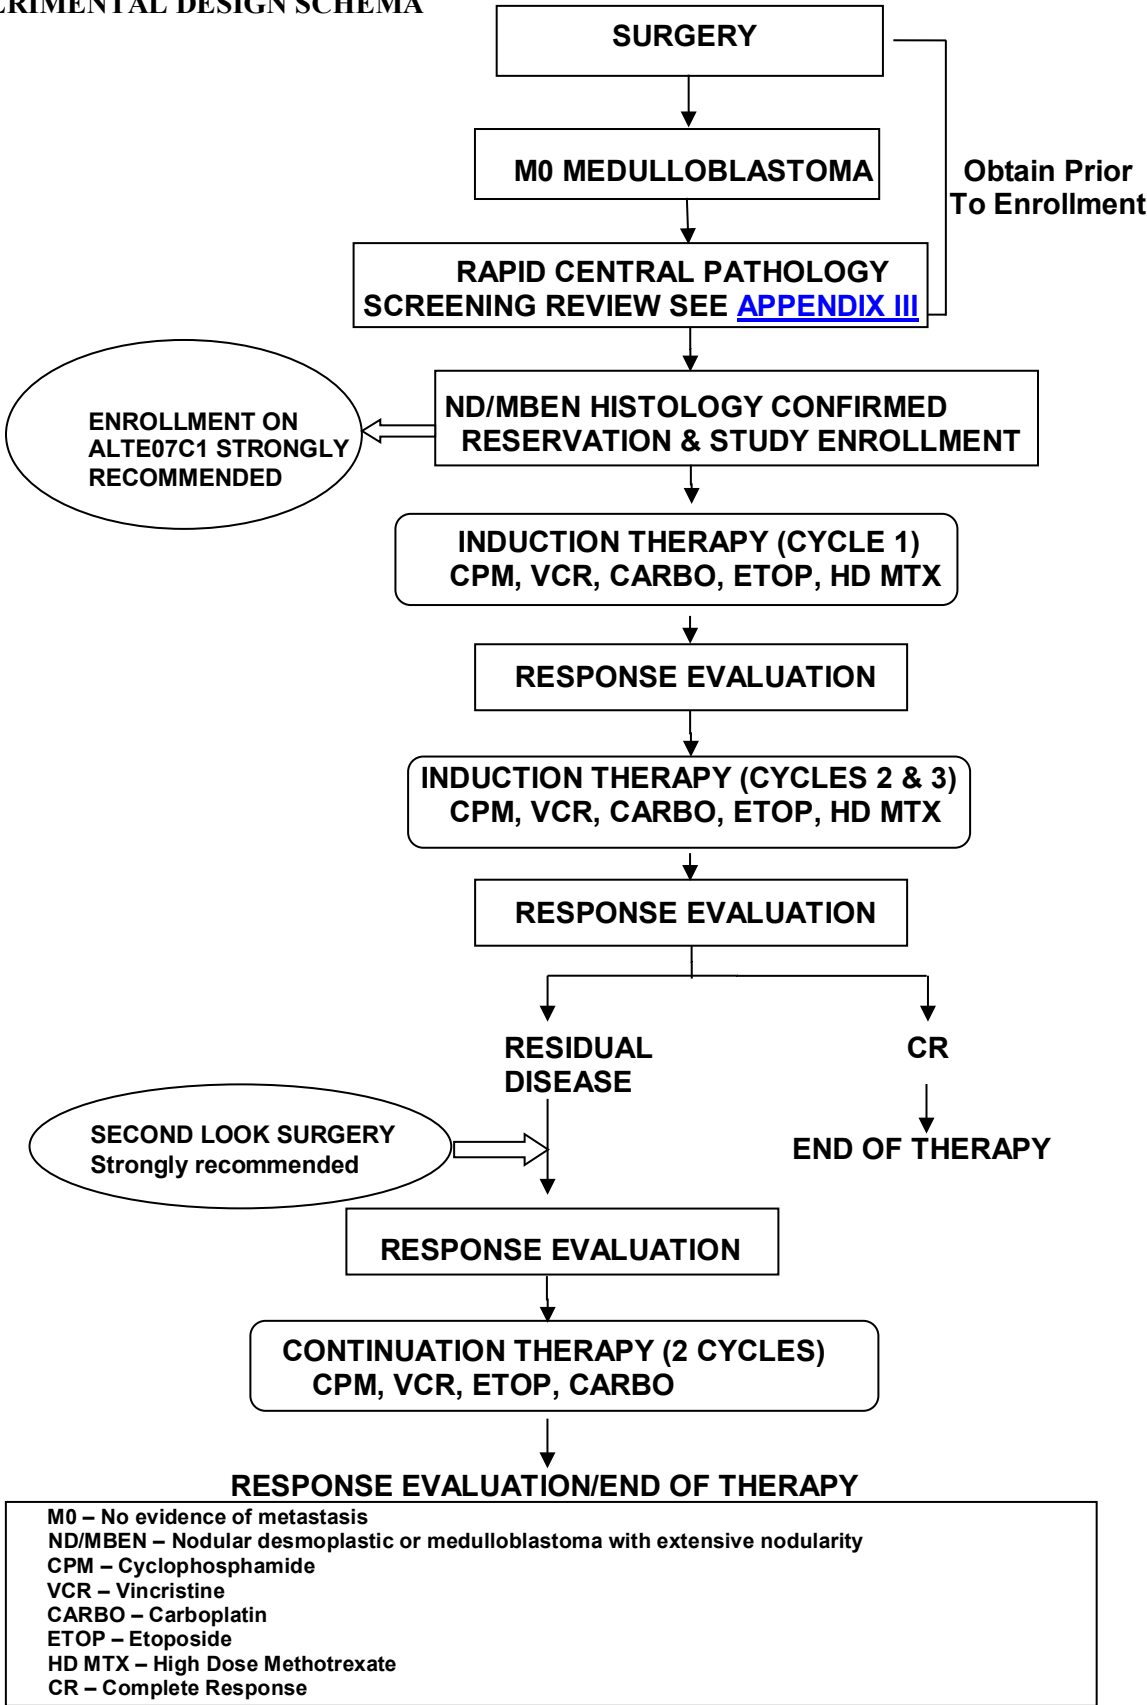 ERIMENTAL DESIGN SCHEMA
SURGERY
M0 MEDULLOBLASTOMA
Obtain Prior
To Enrollment
RAPID CENTRAL PATHOLOGY
SCREENING REVIEW SEE APPENDIX III
ENROLLMENT ON
ALTE07C1 STRONGLY
RECOMMENDED
ND/MBEN HISTOLOGY CONFIRMED
RESERVATION & STUDY ENROLLMENT
INDUCTION THERAPY (CYCLE 1)
CPM, VCR, CARBO, ETOP, HD MTX
RESPONSE EVALUATION
INDUCTION THERAPY (CYCLES 2 & 3)
CPM, VCR, CARBO, ETOP, HD MTX
RESPONSE EVALUATION
RESIDUAL
DISEASE
CR
SECOND LOOK SURGERY
Strongly recommended
END OF THERAPY
RESPONSE EVALUATION
CONTINUATION THERAPY (2 CYCLES)
CPM, VCR, ETOP, CARBO
RESPONSE EVALUATION/END OF THERAPY
M0 – No evidence of metastasis
ND/MBEN – Nodular desmoplastic or medulloblastoma with extensive nodularity
CPM – Cyclophosphamide
VCR – Vincristine
CARBO – Carboplatin
ETOP – Etoposide
HD MTX – High Dose Methotrexate
CR – Complete Response